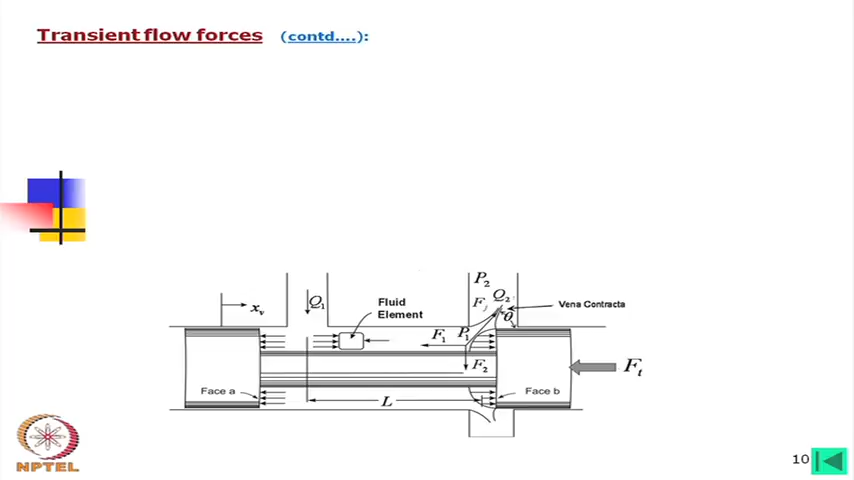 Transient flow forces (contd....):
P₂
Q₁
Q₂
Fluid
Element
Fⱼ
Vena Contracta
xᵥ
θ
F₁
P₁
F₂
Face a
Face b
Fₜ
L
NPTEL
10